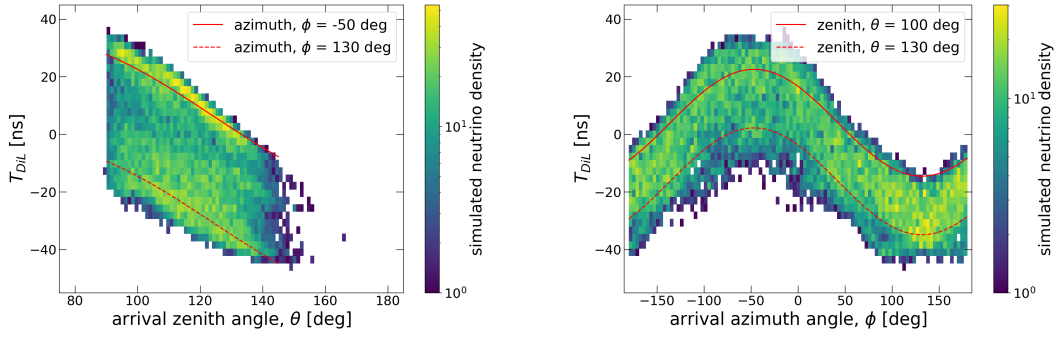 azimuth, ϕ = -50 deg
azimuth, ϕ = 130 deg
40
20
0
−20
−40
T_DiL [ns]
80
100
120
140
160
180
arrival zenith angle, θ [deg]
10^1
10^0
simulated neutrino density
zenith, θ = 100 deg
zenith, θ = 130 deg
40
20
0
−20
−40
T_DiL [ns]
−150
−100
−50
0
50
100
150
arrival azimuth angle, ϕ [deg]
10^1
10^0
simulated neutrino density